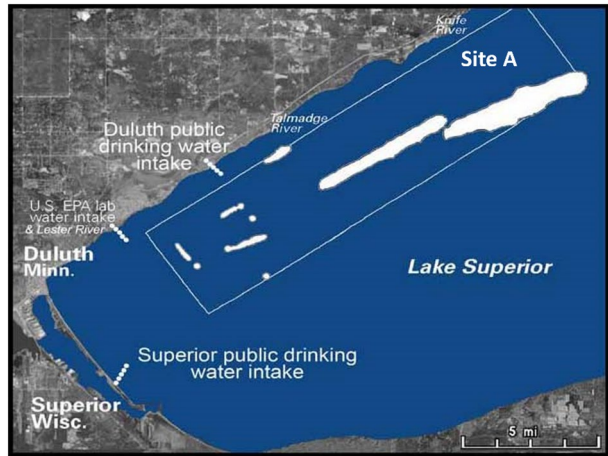 Knife
River
Site A
Talmadge
River
Duluth public
drinking water
intake
U.S. EPA lab
water intake
& Lester River
Duluth
Minn.
Lake Superior
Superior public drinking
water intake
Superior
Wisc.
5 mi